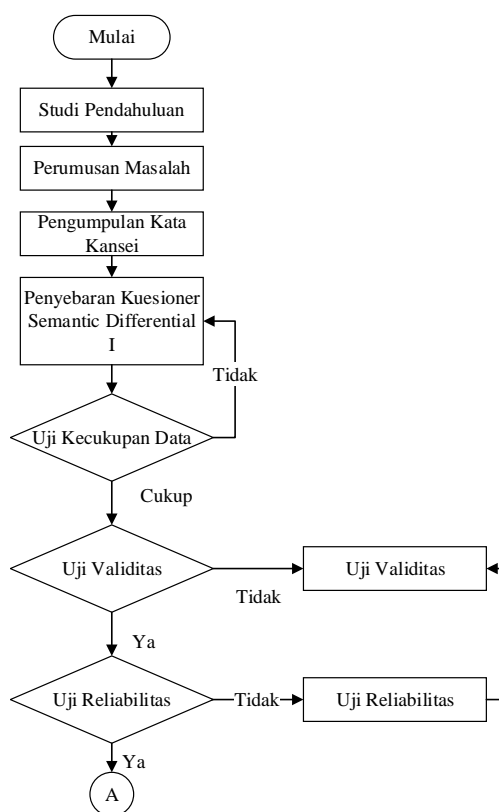 Mulai
Studi Pendahuluan
Perumusan Masalah
Pengumpulan Kata
Kansei
Penyebaran Kuesioner
Semantic Differential
I
Tidak
Uji Kecukupan Data
Cukup
Uji Validitas
Uji Validitas
Tidak
Ya
Uji Reliabilitas
Tidak
Uji Reliabilitas
Ya
A